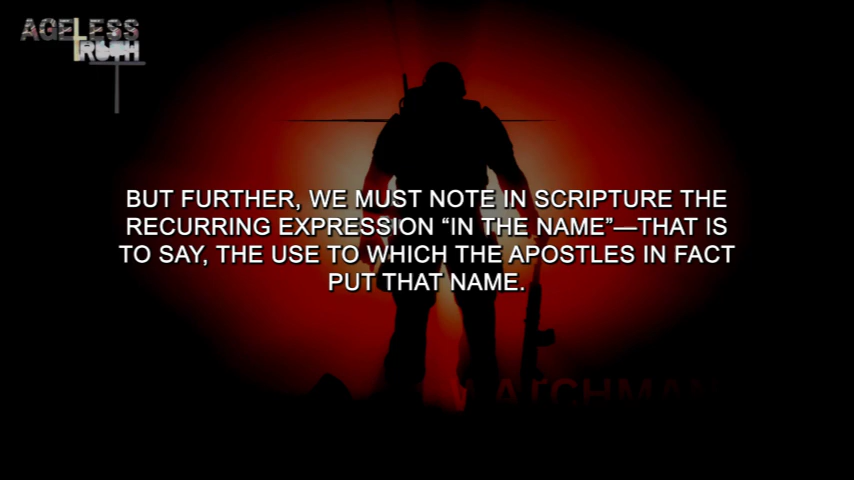 AGELESS
TRUTH
BUT FURTHER, WE MUST NOTE IN SCRIPTURE THE
RECURRING EXPRESSION “IN THE NAME”—THAT IS
TO SAY, THE USE TO WHICH THE APOSTLES IN FACT
PUT THAT NAME.
WATCHMAN